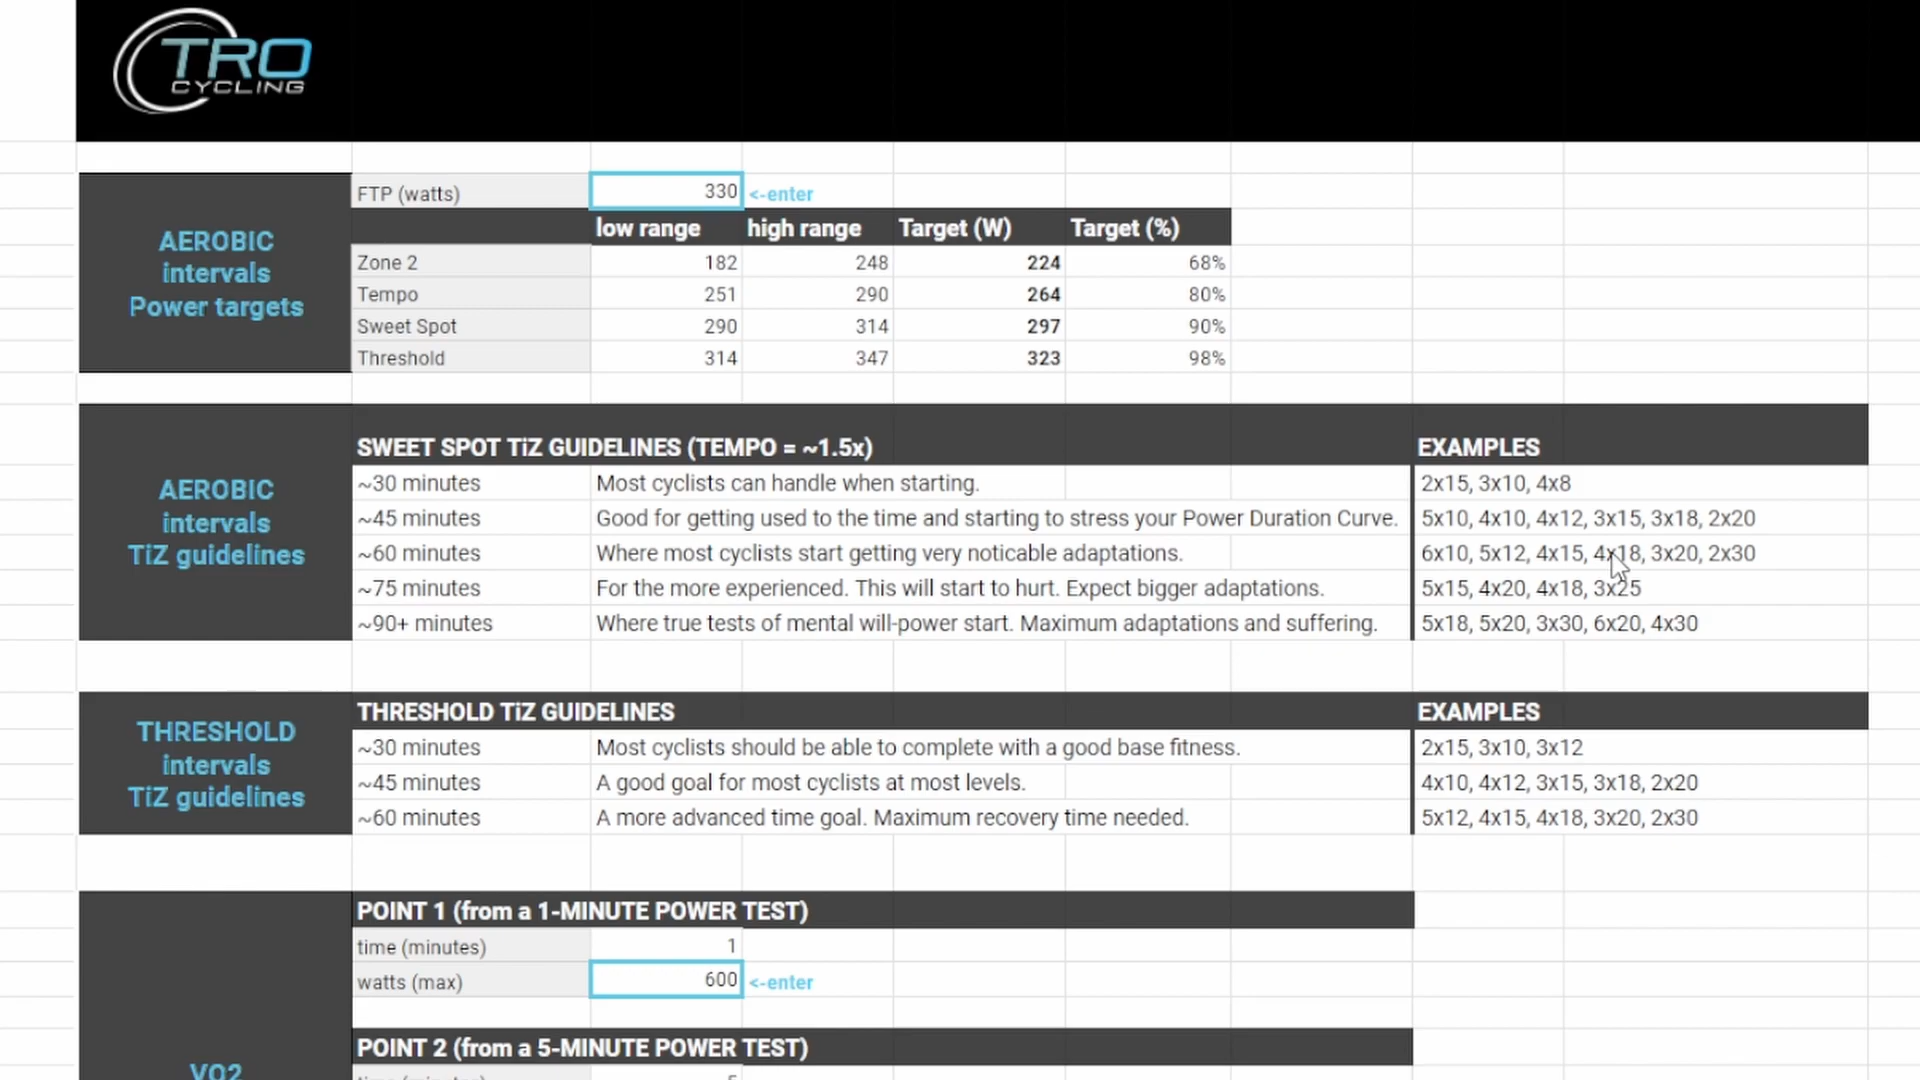 TRO
CYCLING
AEROBIC
intervals
Power targets
FTP (watts) 330 <-enter
low range high range Target (W) Target (%)
Zone 2 182 248 224 68%
Tempo 251 290 264 80%
Sweet Spot 290 314 297 90%
Threshold 314 347 323 98%
AEROBIC
intervals
TiZ guidelines
SWEET SPOT TiZ GUIDELINES (TEMPO = ~1.5x) EXAMPLES
~30 minutes Most cyclists can handle when starting. 2x15, 3x10, 4x8
~45 minutes Good for getting used to the time and starting to stress your Power Duration Curve. 5x10, 4x10, 4x12, 3x15, 3x18, 2x20
~60 minutes Where most cyclists start getting very noticable adaptations. 6x10, 5x12, 4x15, 4x18, 3x20, 2x30
~75 minutes For the more experienced. This will start to hurt. Expect bigger adaptations. 5x15, 4x20, 4x18, 3x25
~90+ minutes Where true tests of mental will-power start. Maximum adaptations and suffering. 5x18, 5x20, 3x30, 6x20, 4x30
THRESHOLD
intervals
TiZ guidelines
THRESHOLD TiZ GUIDELINES EXAMPLES
~30 minutes Most cyclists should be able to complete with a good base fitness. 2x15, 3x10, 3x12
~45 minutes A good goal for most cyclists at most levels. 4x10, 4x12, 3x15, 3x18, 2x20
~60 minutes A more advanced time goal. Maximum recovery time needed. 5x12, 4x15, 4x18, 3x20, 2x30
VO2
POINT 1 (from a 1-MINUTE POWER TEST)
time (minutes) 1
watts (max) 600 <-enter
POINT 2 (from a 5-MINUTE POWER TEST)